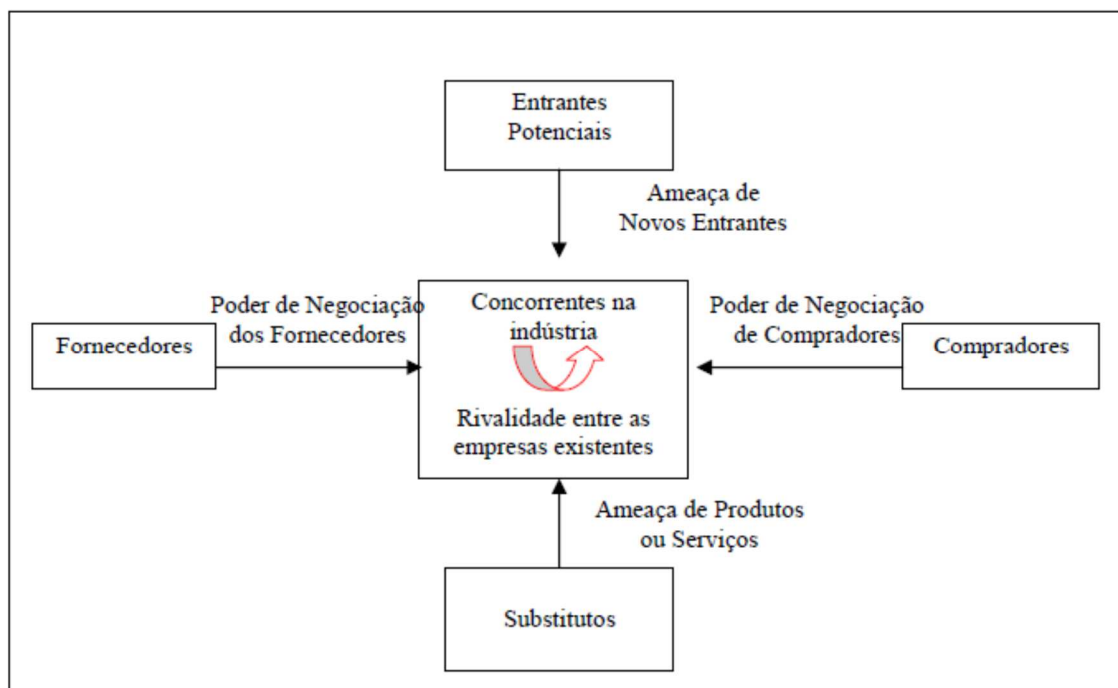 Entrantes
Potenciais
Ameaça de
Novos Entrantes
Poder de Negociação
dos Fornecedores
Fornecedores
Concorrentes na
indústria
Rivalidade entre as
empresas existentes
Poder de Negociação
de Compradores
Compradores
Ameaça de Produtos
ou Serviços
Substitutos